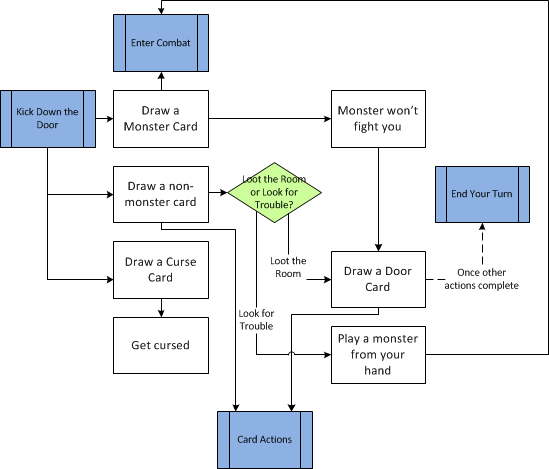 Enter Combat
Kick Down the
Door
Draw a
Monster Card
Monster won't
fight you
Draw a non-
monster card
Loot the Room
or Look for
Trouble?
End Your Turn
Draw a Curse
Card
Loot the
Room
Draw a Door
Card
Once other
actions complete
Look for
Trouble
Get cursed
Play a monster
from your
hand
Card Actions